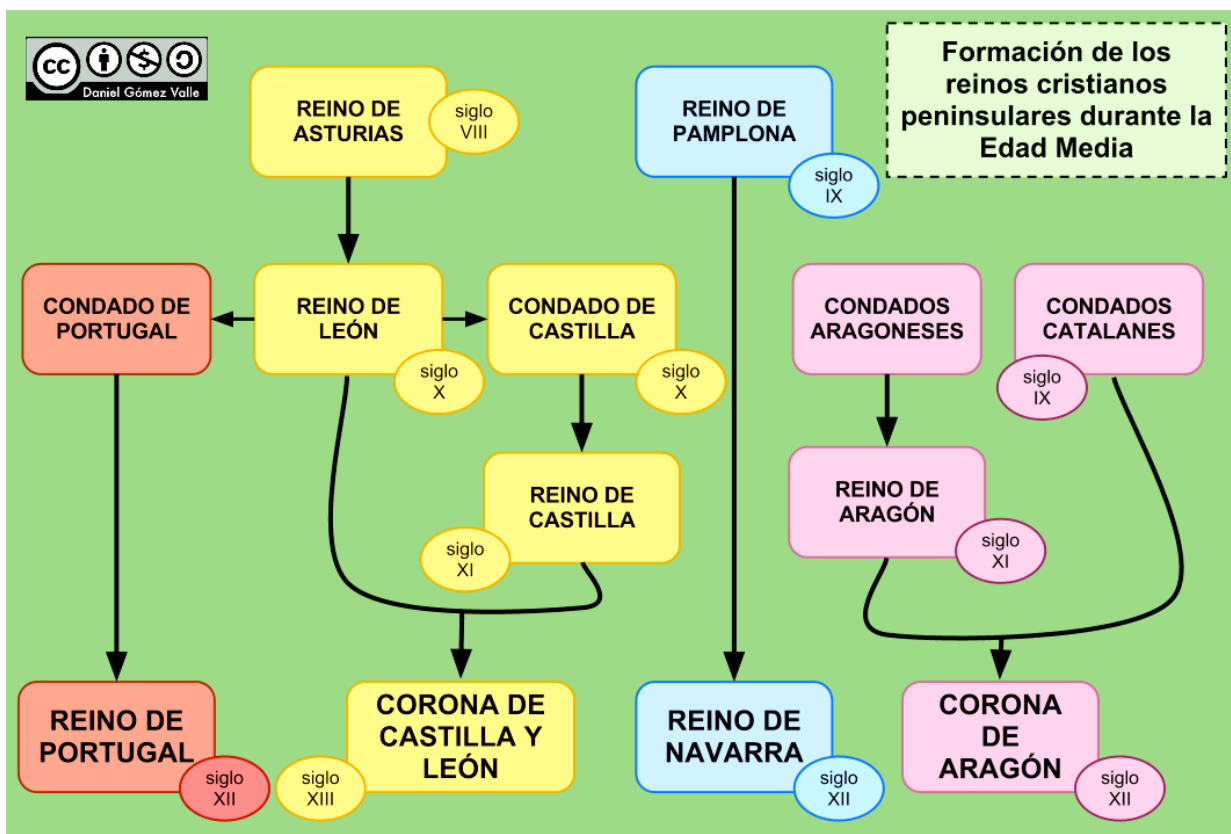 cc
Daniel Gómez Valle
Formación de los
reinos cristianos
peninsulares durante la
Edad Media
REINO DE
ASTURIAS
siglo
VIII
REINO DE
PAMPLONA
siglo
IX
CONDADO DE
PORTUGAL
REINO DE
LEÓN
siglo
X
CONDADO DE
CASTILLA
siglo
X
CONDADOS
ARAGONESES
CONDADOS
CATALANES
siglo
IX
REINO DE
CASTILLA
siglo
XI
REINO DE
ARAGÓN
siglo
XI
REINO DE
PORTUGAL
siglo
XII
CORONA DE
CASTILLA Y
LEÓN
siglo
XIII
REINO DE
NAVARRA
siglo
XII
CORONA
DE
ARAGÓN
siglo
XII